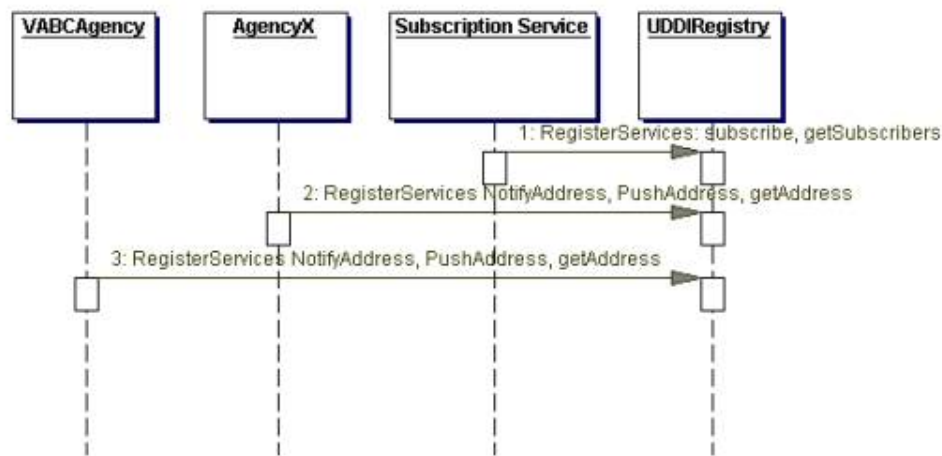 VABCAgency
AgencyX
Subscription Service
UDDIRegistry
1: RegisterServices: subscribe, getSubscribers
2: RegisterServices NotifyAddress, PushAddress, getAddress
3: RegisterServices NotifyAddress, PushAddress, getAddress